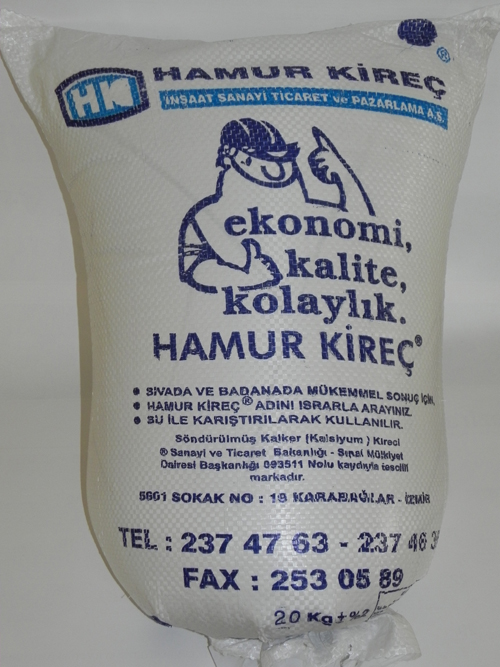 HK
HAMUR KİREÇ ®
İNŞAAT SANAYİ TİCARET ve PAZARLAMA A.Ş.
ekonomi,
kalite,
kolaylık.
HAMUR KİREÇ®
● SIVADA VE BADANADA MÜKEMMEL SONUÇ İÇİN,
● HAMUR KİREÇ® ADINI ISRARLA ARAYINIZ.
● SU İLE KARIŞTIRILARAK KULLANILIR.
Söndürülmüş Kalker (Kalsiyum) Kireci
® Sanayi ve Ticaret Bakanlığı - Sınai Mülkiyet
Dairesi Başkanlığı 093511 Nolu kaydıyla tescilli
markadır.
5601 SOKAK NO : 18 KARABAĞLAR - İZMİR
TEL : 237 47 63 - 237 46
FAX : 253 05 89
20 Kg ± %2